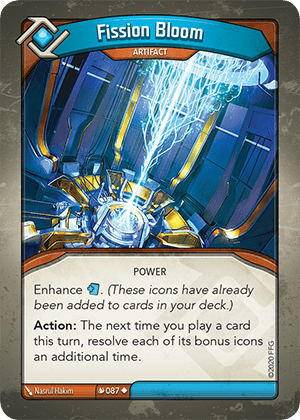 Fission Bloom
ARTIFACT
POWER
Enhance . (These icons have already
been added to cards in your deck.)
Action: The next time you play a card
this turn, resolve each of its bonus icons
an additional time.
©2020 FFG
Nasrul Hakim
087